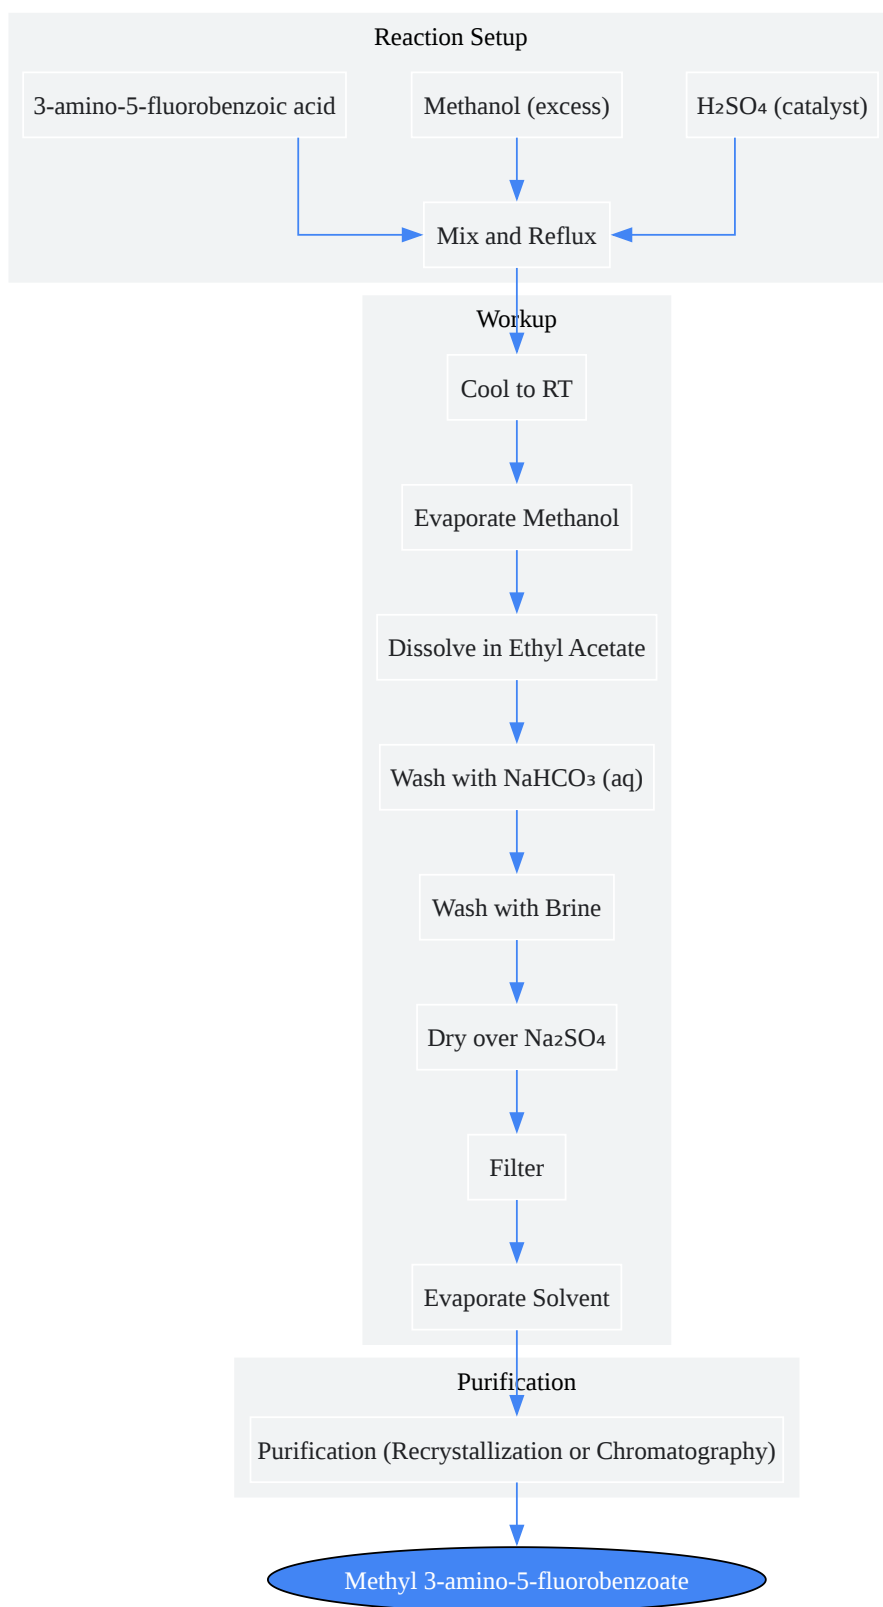 Reaction Setup
3-amino-5-fluorobenzoic acid
Methanol (excess)
H₂SO₄ (catalyst)
Mix and Reflux
Workup
Cool to RT
Evaporate Methanol
Dissolve in Ethyl Acetate
Wash with NaHCO₃ (aq)
Wash with Brine
Dry over Na₂SO₄
Filter
Evaporate Solvent
Purification
Purification (Recrystallization or Chromatography)
Methyl 3-amino-5-fluorobenzoate